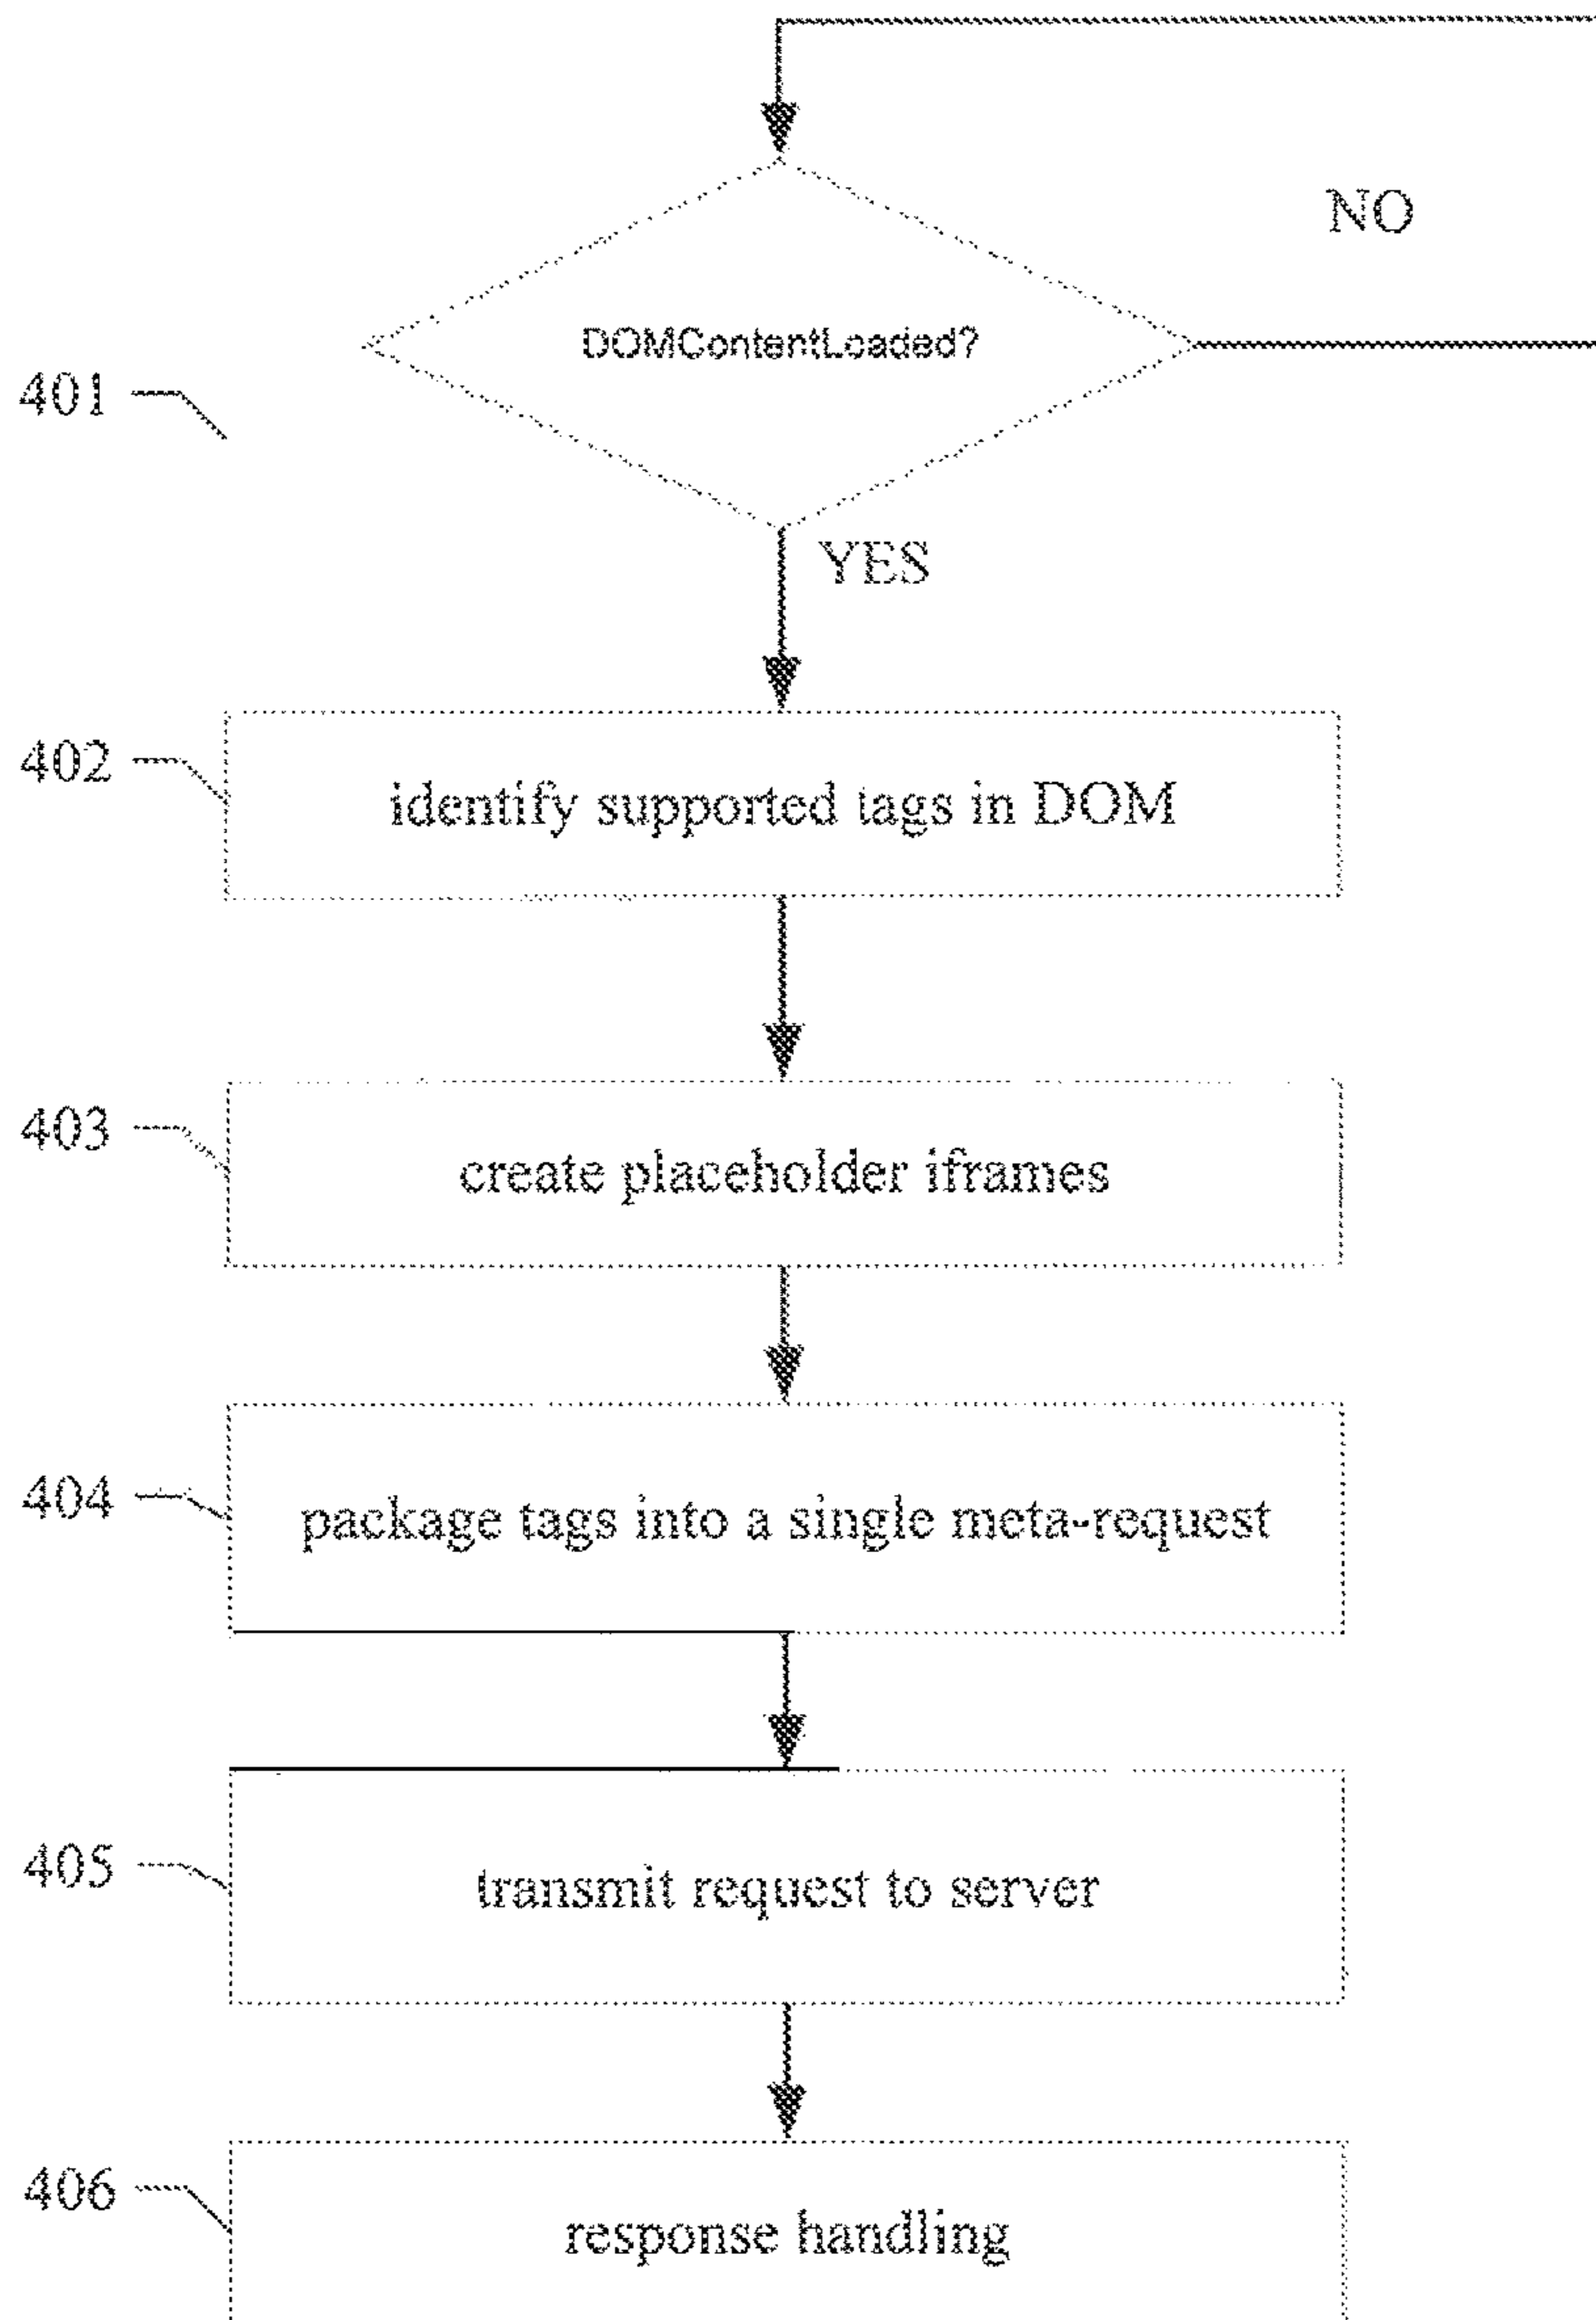 NO
DOMContentLoaded?
401
YES
402
identify supported tags in DOM
403
create placeholder iframes
404
package tags into a single meta-request
405
transmit request to server
406
response handling